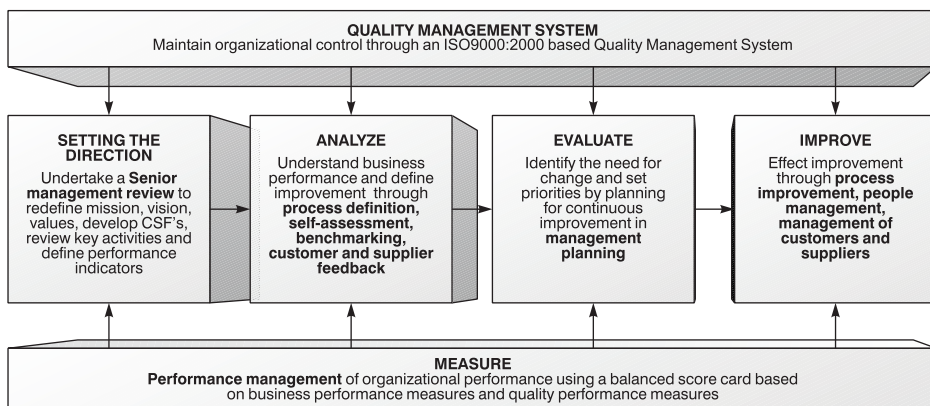 QUALITY MANAGEMENT SYSTEM
Maintain organizational control through an ISO9000:2000 based Quality Management System
SETTING THE
DIRECTION
Undertake a Senior
management review to
redefine mission, vision,
values, develop CSF's,
review key activities and
define performance
indicators
ANALYZE
Understand business
performance and define
improvement through
process definition,
self-assessment,
benchmarking,
customer and supplier
feedback
EVALUATE
Identify the need for
change and set
priorities by planning
for continuous
improvement in
management
planning
IMPROVE
Effect improvement
through process
improvement, people
management,
management of
customers and
suppliers
MEASURE
Performance management of organizational performance using a balanced score card based
on business performance measures and quality performance measures